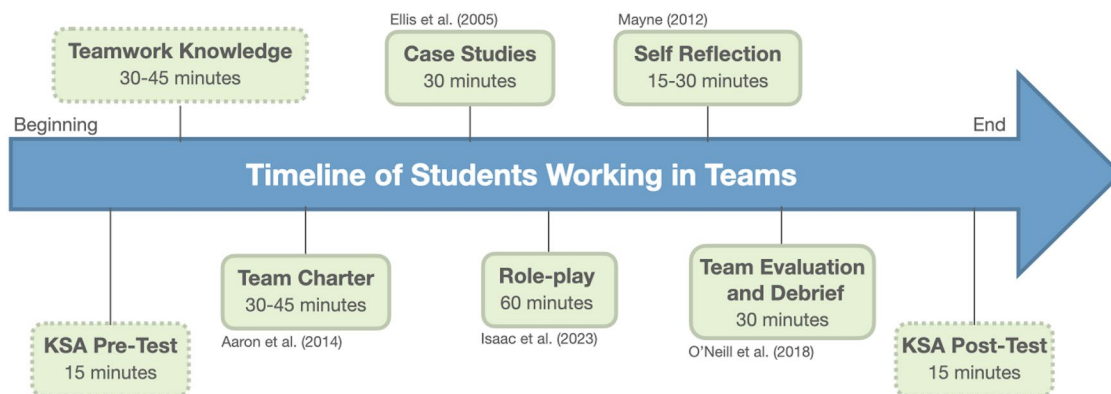 Ellis et al. (2005)
Mayne (2012)
Teamwork Knowledge
30-45 minutes
Case Studies
30 minutes
Self Reflection
15-30 minutes
Beginning
End
Timeline of Students Working in Teams
Team Charter
30-45 minutes
Aaron et al. (2014)
Role-play
60 minutes
Isaac et al. (2023)
Team Evaluation
and Debrief
30 minutes
O'Neill et al. (2018)
KSA Pre-Test
15 minutes
KSA Post-Test
15 minutes